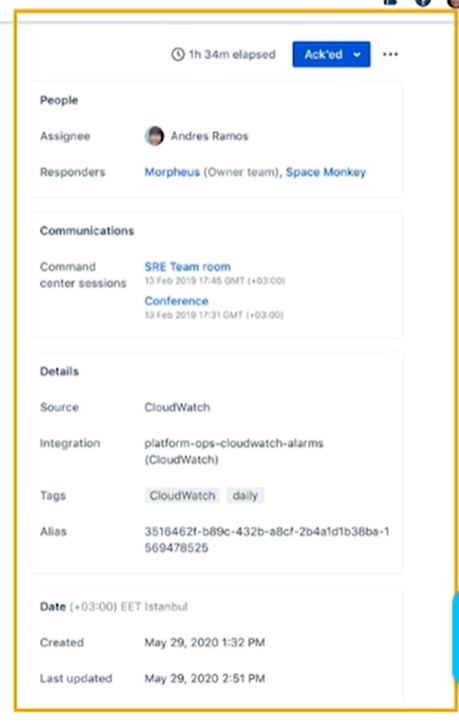 1h 34m elapsed Ack'ed
People
Assignee Andres Ramos
Responders Morpheus (Owner team), Space Monkey
Communications
Command center sessions
SRE Team room
13 Feb 2019 17:45 GMT (+03:00)
Conference
13 Feb 2019 17:31 GMT (+03:00)
Details
Source CloudWatch
Integration platform-ops-cloudwatch-alarms
(CloudWatch)
Tags CloudWatch daily
Alias 3516462f-b89c-432b-a8cf-2b4a1d1b38ba-1
569478525
Date (+03:00) EET Istanbul
Created May 29, 2020 1:32 PM
Last updated May 29, 2020 2:51 PM